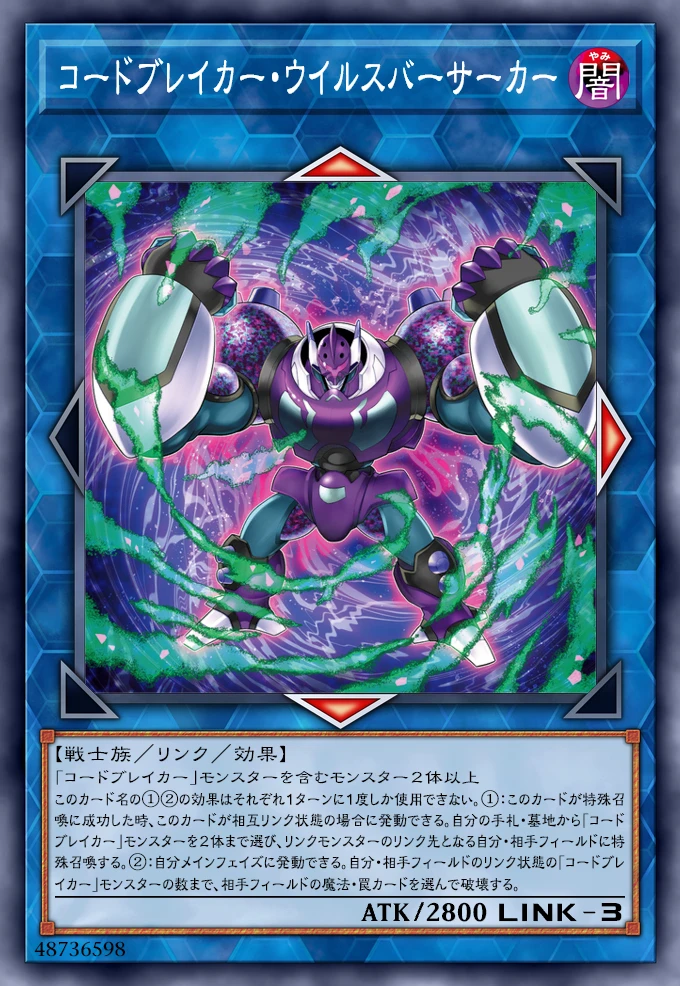 コードブレイカー・ウイルスバーサーカー
やみ
闇
【戦士族／リンク／効果】
「コードブレイカー」モンスターを含むモンスター２体以上
このカード名の①②の効果はそれぞれ１ターンに１度しか使用できない。①：このカードが特殊召
喚に成功した時、このカードが相互リンク状態の場合に発動できる。自分の手札・墓地から「コード
ブレイカー」モンスターを２体まで選び、リンクモンスターのリンク先となる自分・相手フィールドに特
殊召喚する。②：自分メインフェイズに発動できる。自分・相手フィールドのリンク状態の「コードブレ
イカー」モンスターの数まで、相手フィールドの魔法・罠カードを選んで破壊する。
ATK/2800 LINK-3
48736598